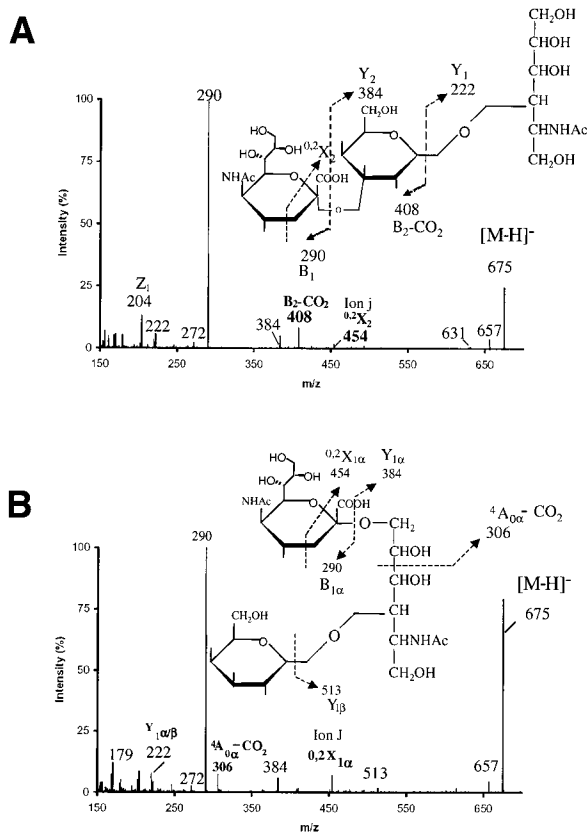 A
CH₂OH
CHOH
CHOH
CHNHAc
CH₂OH
Y₂
384
Y₁
222
CH₂OH
O
O
290
HO
HO
OH
NHAc
O
COOH
⁰,²X₂
o
290
B₁
408
B₂-CO₂
[M-H]⁻
675
Z₁
204
222
272
384
B₂-CO₂
408
Ion j
⁰,²X₂
454
631
657
Intensity (%)
100
75
50
25
0
150
250
350
450
550
650
m/z
B
⁰,²X₁α
454
Y₁α
384
HO
HO
OH
NHAc
O
COOH
O
CH₂
CHOH
CHOH
CHNHAc
CH₂OH
⁴A₀α⁻ CO₂
306
290
B₁α
290
CH₂OH
O
O
513
Y₁β
[M-H]⁻
675
179
Y₁α/β
222
272
⁴A₀α⁻CO₂
306
384
Ion J
0,2X₁α
453
513
657
Intensity (%)
100
75
50
25
0
150
250
350
450
550
650
m/z